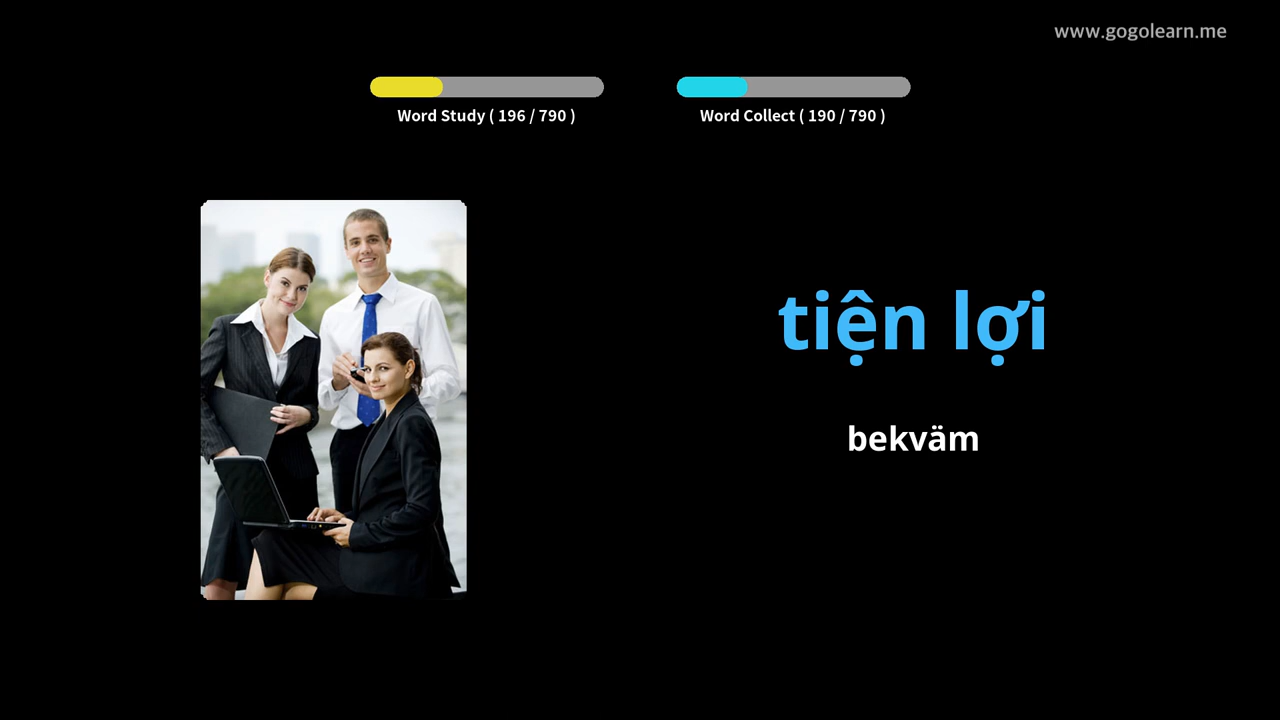 www.gogolearn.me
Word Study ( 196 / 790 )
Word Collect ( 190 / 790 )
tiện lợi
bekväm